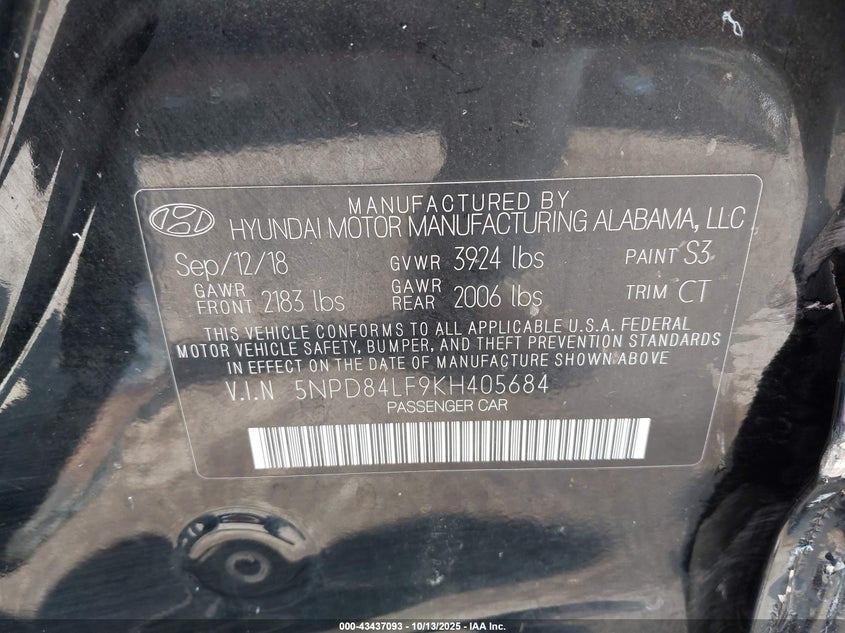 MANUFACTURED BY
HYUNDAI MOTOR MANUFACTURING ALABAMA, LLC
Sep/12/18 GVWR 3924 lbs PAINT S3
GAWR FRONT 2183 lbs GAWR REAR 2006 lbs TRIM CT
THIS VEHICLE CONFORMS TO ALL APPLICABLE U.S.A. FEDERAL
MOTOR VEHICLE SAFETY, BUMPER, AND THEFT PREVENTION STANDARDS
IN EFFECT ON THE DATE OF MANUFACTURE SHOWN ABOVE
V.I.N 5NPD84LF9KH405684
PASSENGER CAR
000-43437093 - 10/13/2025 - IAA Inc.